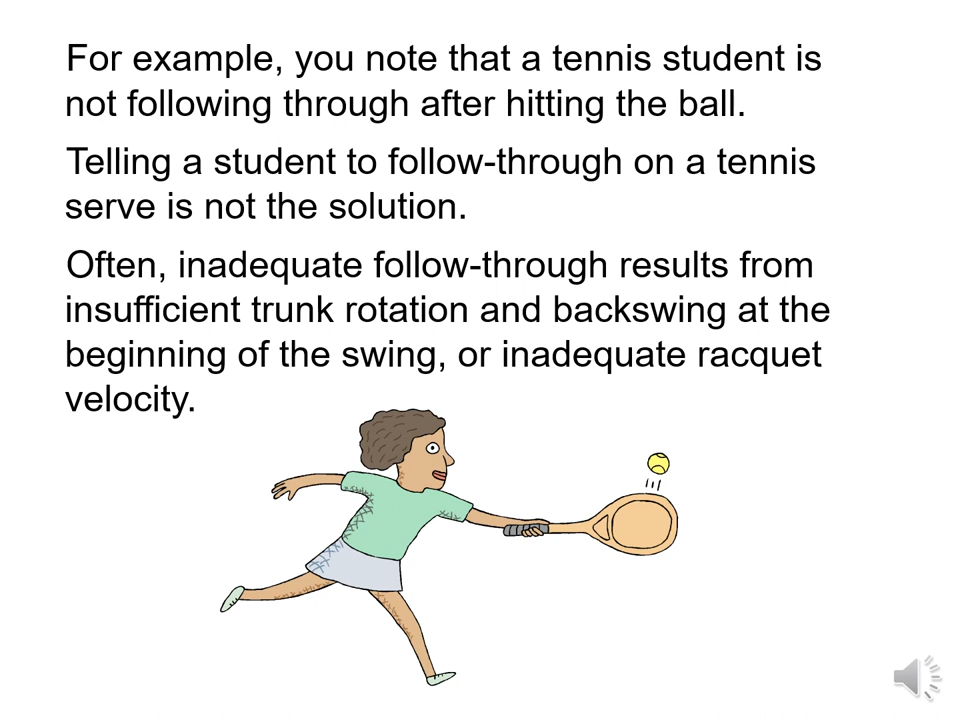 For example, you note that a tennis student is
not following through after hitting the ball.
Telling a student to follow-through on a tennis
serve is not the solution.
Often, inadequate follow-through results from
insufficient trunk rotation and backswing at the
beginning of the swing, or inadequate racquet
velocity.